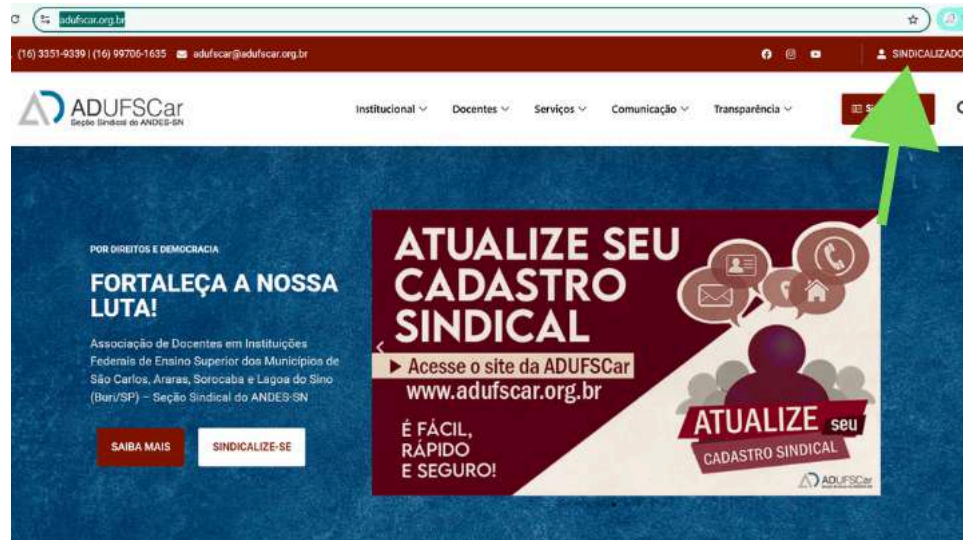 adufscar.org.br
(16) 3351-9339 | (16) 99706-1635 adufscar@adufscar.org.br SINDICALIZADO
ADUFSCar
Seção Sindical do ANDES-SN
Institucional Docentes Serviços Comunicação Transparência
POR DIREITOS E DEMOCRACIA
FORTALEÇA A NOSSA
LUTA!
Associação de Docentes em Instituições
Federais de Ensino Superior dos Municípios de
São Carlos, Araras, Sorocaba e Lagoa do Sino
(Buri/SP) – Seção Sindical do ANDES-SN
SAIBA MAIS SINDICALIZE-SE
ATUALIZE SEU
CADASTRO
SINDICAL
Acesse o site da ADUFSCar
www.adufscar.org.br
É FÁCIL,
RÁPIDO
E SEGURO!
ATUALIZE seu
CADASTRO SINDICAL
ADUFSCar